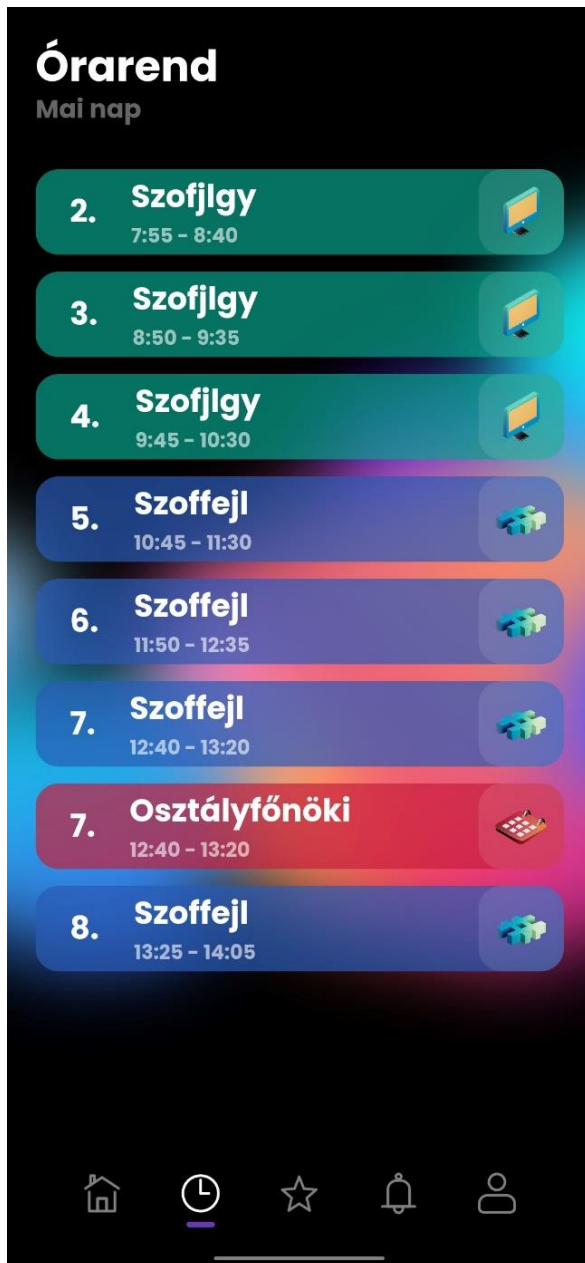 Órarend
Mai nap
2.
Szofjlgy
7:55 - 8:40
3.
Szofjlgy
8:50 - 9:35
4.
Szofjlgy
9:45 - 10:30
5.
Szoffejl
10:45 - 11:30
6.
Szoffejl
11:50 - 12:35
7.
Szoffejl
12:40 - 13:20
7.
Osztályfőnöki
12:40 - 13:20
8.
Szoffejl
13:25 - 14:05